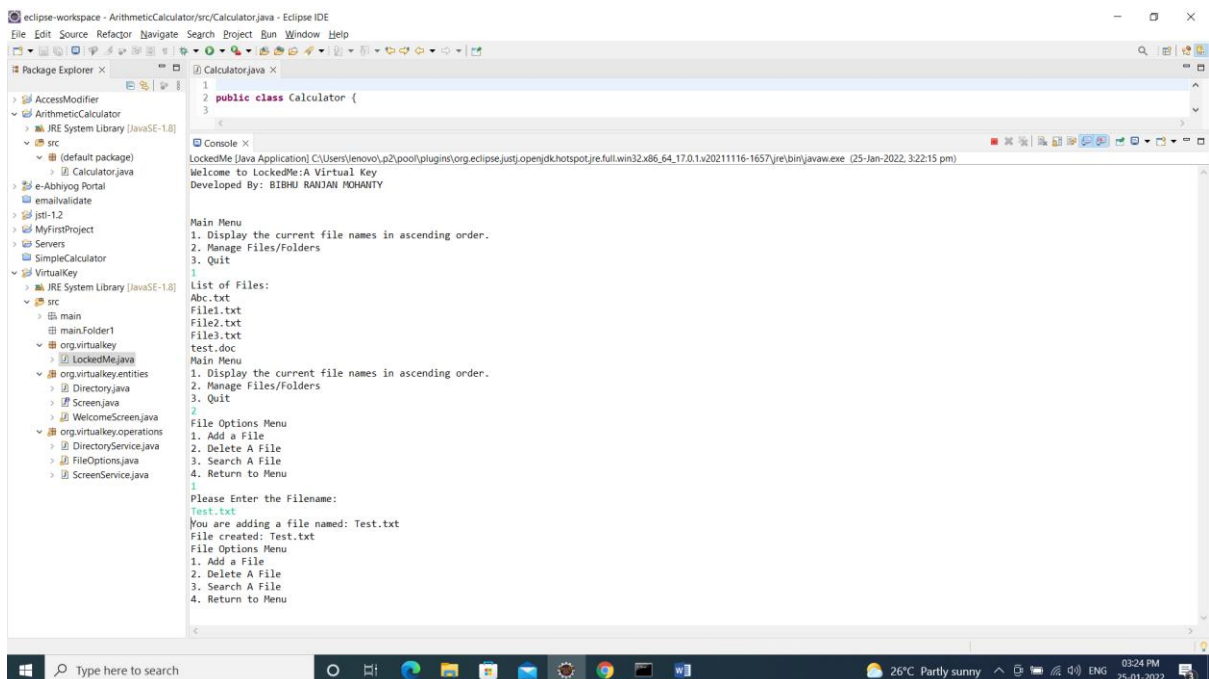 eclipse-workspace - ArithmeticCalculator/src/Calculator.java - Eclipse IDE
File Edit Source Refactor Navigate Search Project Run Window Help
Package Explorer
Calculator.java
AccessModifier
ArithmeticCalculator
JRE System Library [JavaSE-1.8]
src
(default package)
Calculator.java
e-Abhiyog Portal
emailvalidate
jstl-1.2
MyFirstProject
Servers
SimpleCalculator
VirtualKey
JRE System Library [JavaSE-1.8]
src
main
main.Folder1
org.virtualkey
LockedMe.java
org.virtualkey.entities
Directory.java
Screen.java
WelcomeScreen.java
org.virtualkey.operations
DirectoryService.java
FileOptions.java
ScreenService.java
1
2 public class Calculator {
3
Console
LockedMe [Java Application] C:\Users\lenovo\.p2\pool\plugins\org.eclipse.justj.openjdk.hotspot.jre.full.win32.x86_64_17.0.1.v20211116-1657\jre\bin\javaw.exe (25-Jan-2022, 3:22:15 pm)
Welcome to LockedMe:A Virtual Key
Developed By: BIBHU RANJAN MOHANTY
Main Menu
1. Display the current file names in ascending order.
2. Manage Files/Folders
3. Quit
1
List of Files:
Abc.txt
File1.txt
File2.txt
File3.txt
test.doc
Main Menu
1. Display the current file names in ascending order.
2. Manage Files/Folders
3. Quit
2
File Options Menu
1. Add a File
2. Delete A File
3. Search A File
4. Return to Menu
1
Please Enter the Filename:
Test.txt
You are adding a file named: Test.txt
File created: Test.txt
File Options Menu
1. Add a File
2. Delete A File
3. Search A File
4. Return to Menu
Type here to search
26°C Partly sunny
ENG
03:24 PM
25-01-2022